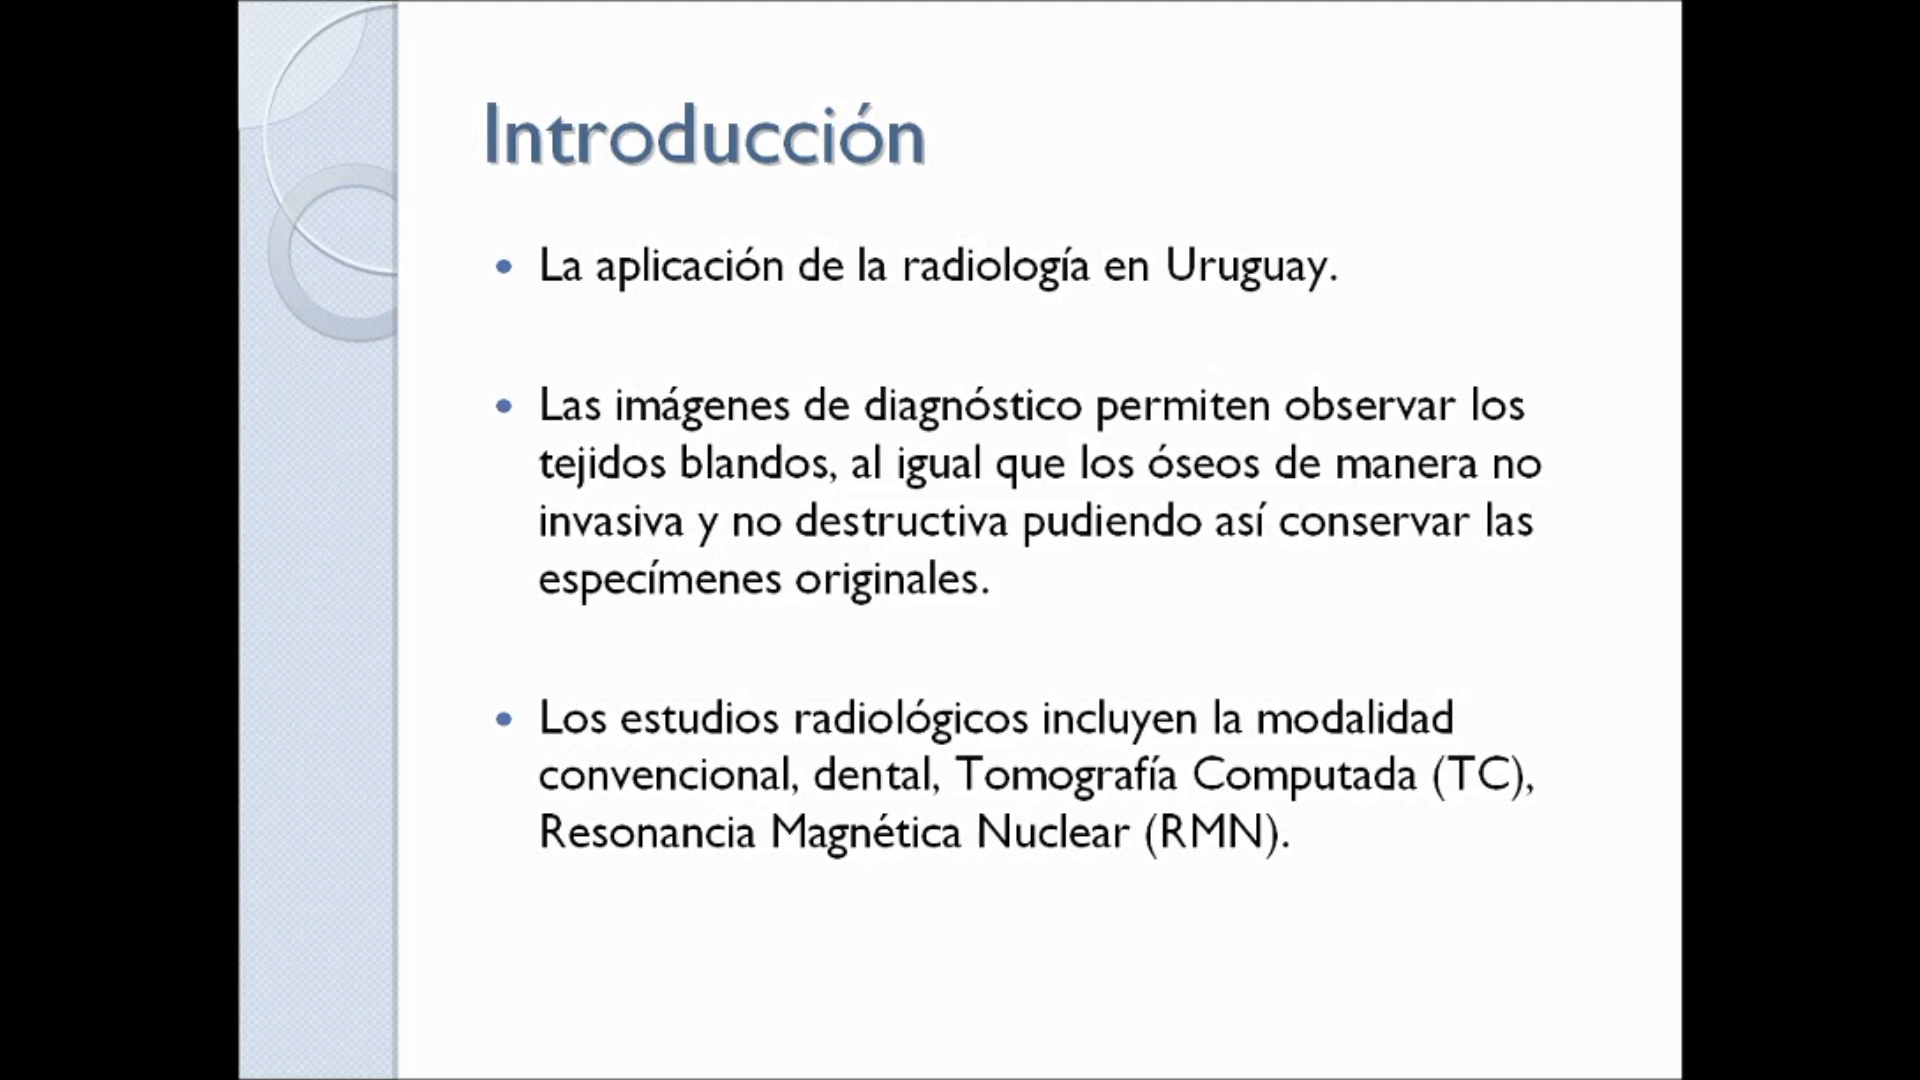 Introducción
• La aplicación de la radiología en Uruguay.
• Las imágenes de diagnóstico permiten observar los
tejidos blandos, al igual que los óseos de manera no
invasiva y no destructiva pudiendo así conservar las
especímenes originales.
• Los estudios radiológicos incluyen la modalidad
convencional, dental, Tomografía Computada (TC),
Resonancia Magnética Nuclear (RMN).